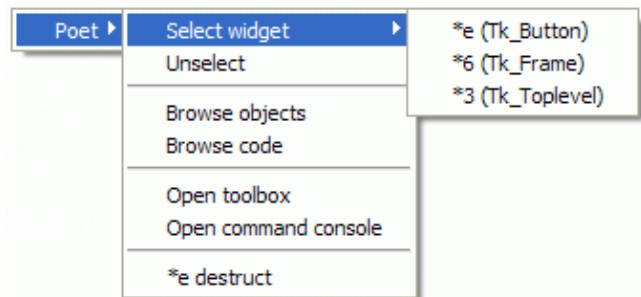 Poet
Select widget
Unselect
Browse objects
Browse code
Open toolbox
Open command console
*e destruct
*e (Tk_Button)
*6 (Tk_Frame)
*3 (Tk_Toplevel)